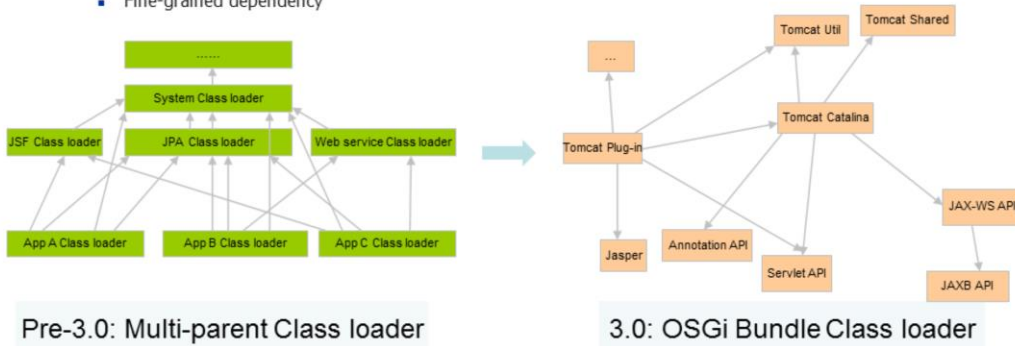 Fine-grained dependency
......
System Class loader
JSF Class loader
JPA Class loader
Web service Class loader
App A Class loader
App B Class loader
App C Class loader
Pre-3.0: Multi-parent Class loader
Tomcat Util
Tomcat Shared
...
Tomcat Catalina
Tomcat Plug-in
JAX-WS API
Annotation API
Jasper
Servlet API
JAXB API
3.0: OSGi Bundle Class loader